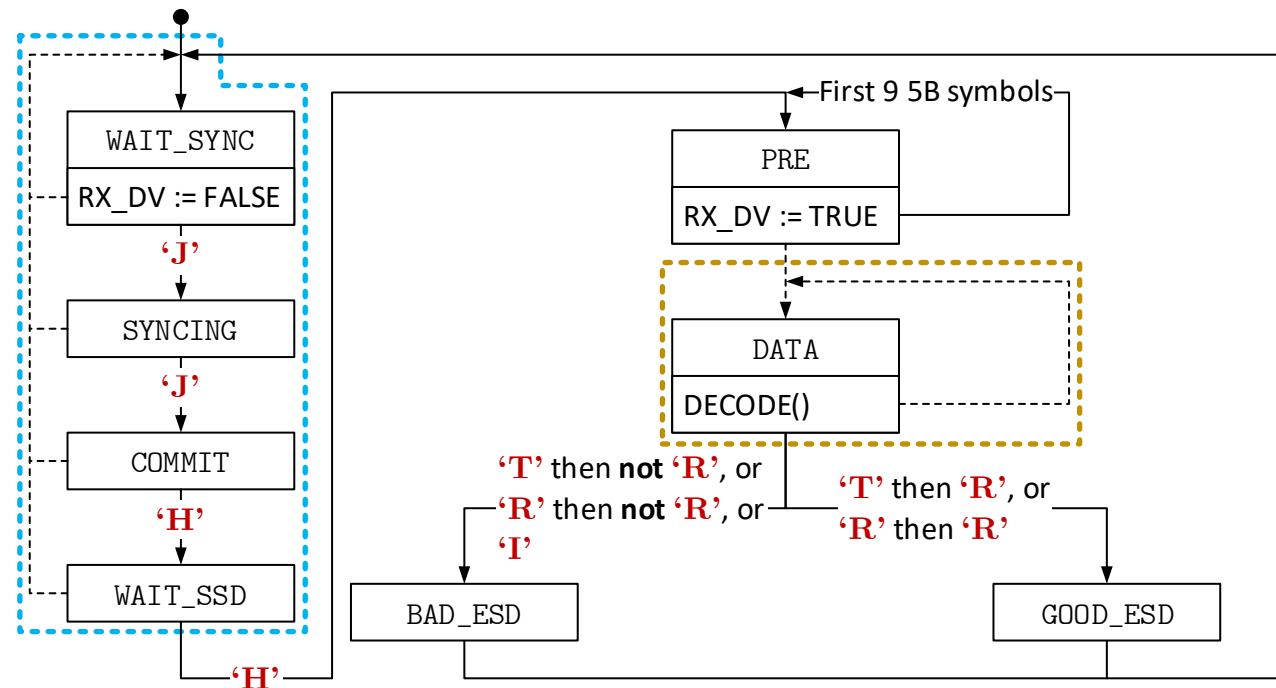 WAIT_SYNC
RX_DV := FALSE
‘J’
SYNCING
‘J’
COMMIT
‘H’
WAIT_SSD
‘H’
First 9 5B symbols
PRE
RX_DV := TRUE
DATA
DECODE()
‘T’ then not ‘R’, or
‘R’ then not ‘R’, or
‘I’
‘T’ then ‘R’, or
‘R’ then ‘R’
BAD_ESD
GOOD_ESD